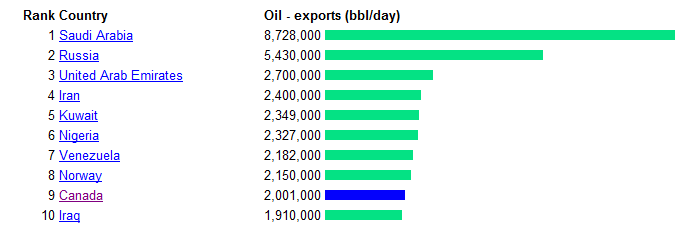 Rank Country Oil - exports (bbl/day)
1 Saudi Arabia 8,728,000
2 Russia 5,430,000
3 United Arab Emirates 2,700,000
4 Iran 2,400,000
5 Kuwait 2,349,000
6 Nigeria 2,327,000
7 Venezuela 2,182,000
8 Norway 2,150,000
9 Canada 2,001,000
10 Iraq 1,910,000